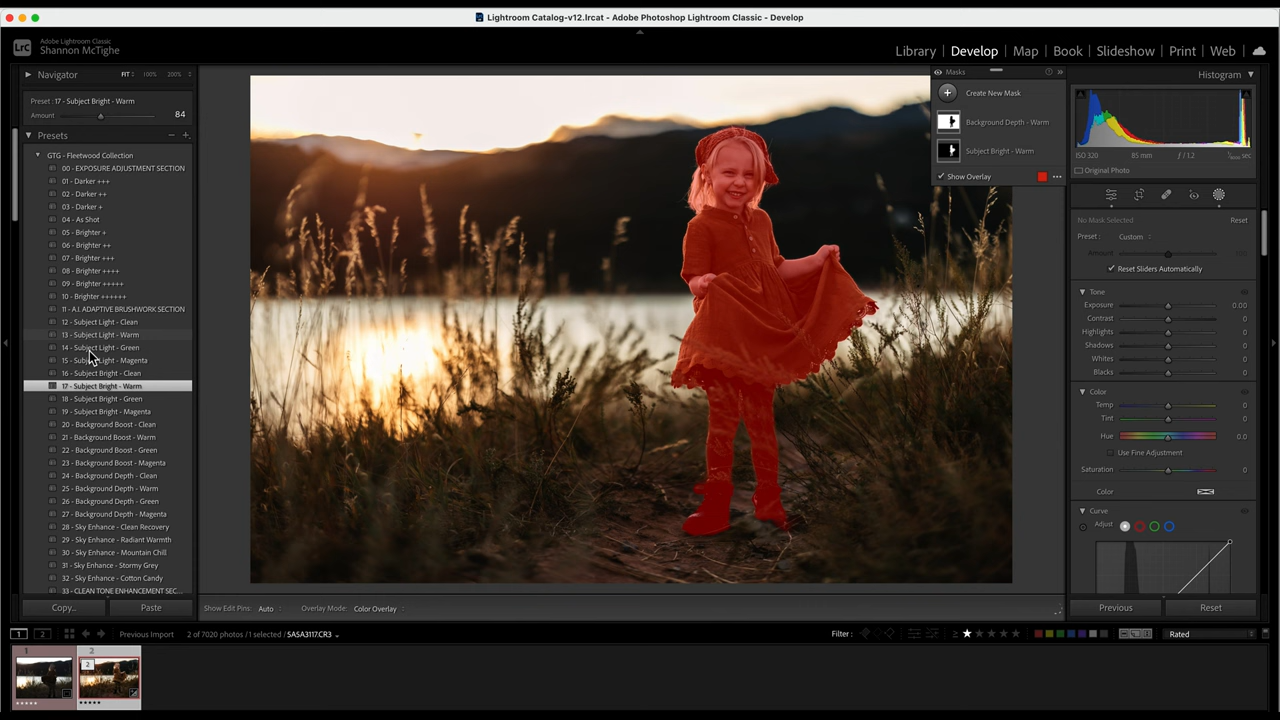 Lightroom Catalog-v12.lrcat - Adobe Photoshop Lightroom Classic - Develop
LrC
Adobe Lightroom Classic
Shannon McTighe
Library | Develop | Map | Book | Slideshow | Print | Web
Navigator FIT 100% 200%
Preset : 17 - Subject Bright - Warm
Amount 84
Presets
GTG - Fleetwood Collection
00 - EXPOSURE ADJUSTMENT SECTION
01 - Darker +++
02 - Darker ++
03 - Darker +
04 - As Shot
05 - Brighter +
06 - Brighter ++
07 - Brighter +++
08 - Brighter ++++
09 - Brighter +++++
10 - Brighter ++++++
11 - A.I. ADAPTIVE BRUSHWORK SECTION
12 - Subject Light - Clean
13 - Subject Light - Warm
14 - Subject Light - Green
15 - Subject Light - Magenta
16 - Subject Bright - Clean
17 - Subject Bright - Warm
18 - Subject Bright - Green
19 - Subject Bright - Magenta
20 - Background Boost - Clean
21 - Background Boost - Warm
22 - Background Boost - Green
23 - Background Boost - Magenta
24 - Background Depth - Clean
25 - Background Depth - Warm
26 - Background Depth - Green
27 - Background Depth - Magenta
28 - Sky Enhance - Clean Recovery
29 - Sky Enhance - Radiant Warmth
30 - Sky Enhance - Mountain Chill
31 - Sky Enhance - Stormy Grey
32 - Sky Enhance - Cotton Candy
33 - CLEAN TONE ENHANCEMENT SEC...
Copy... Paste
Masks
Create New Mask
Background Depth - Warm
Subject Bright - Warm
Show Overlay
Histogram
ISO 320 85 mm ƒ / 1.2 sec
Original Photo
No Mask Selected Reset
Preset : Custom
Amount
Reset Sliders Automatically
Tone
Exposure 0.00
Contrast 0
Highlights 0
Shadows 0
Whites 0
Blacks 0
Color
Temp 0
Tint 0
Hue 0.0
Use Fine Adjustment
Saturation 0
Color
Curve
Adjust
Previous Reset
Show Edit Pins: Auto Overlay Mode: Color Overlay
1 2 Previous Import 2 of 7020 photos / 1 selected / SASA3117.CR3
Filter : Rated
1 2
2